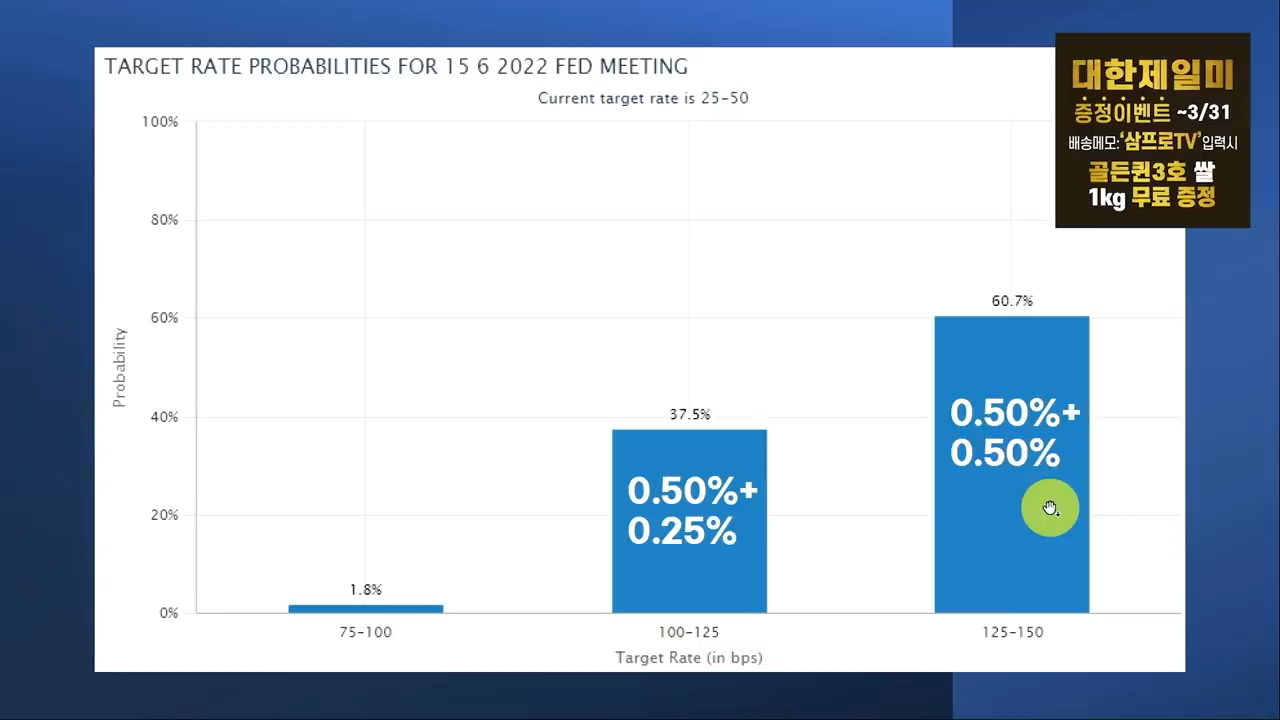 TARGET RATE PROBABILITIES FOR 15 6 2022 FED MEETING
Current target rate is 25-50
대한제일미
증정이벤트 ~3/31
배송메모:'삼프로TV'입력시
골든퀸3호 쌀
1kg 무료 증정
100%
80%
60%
40%
20%
0%
Probability
1.8%
37.5%
60.7%
0.50%+
0.25%
0.50%+
0.50%
75-100
100-125
125-150
Target Rate (in bps)